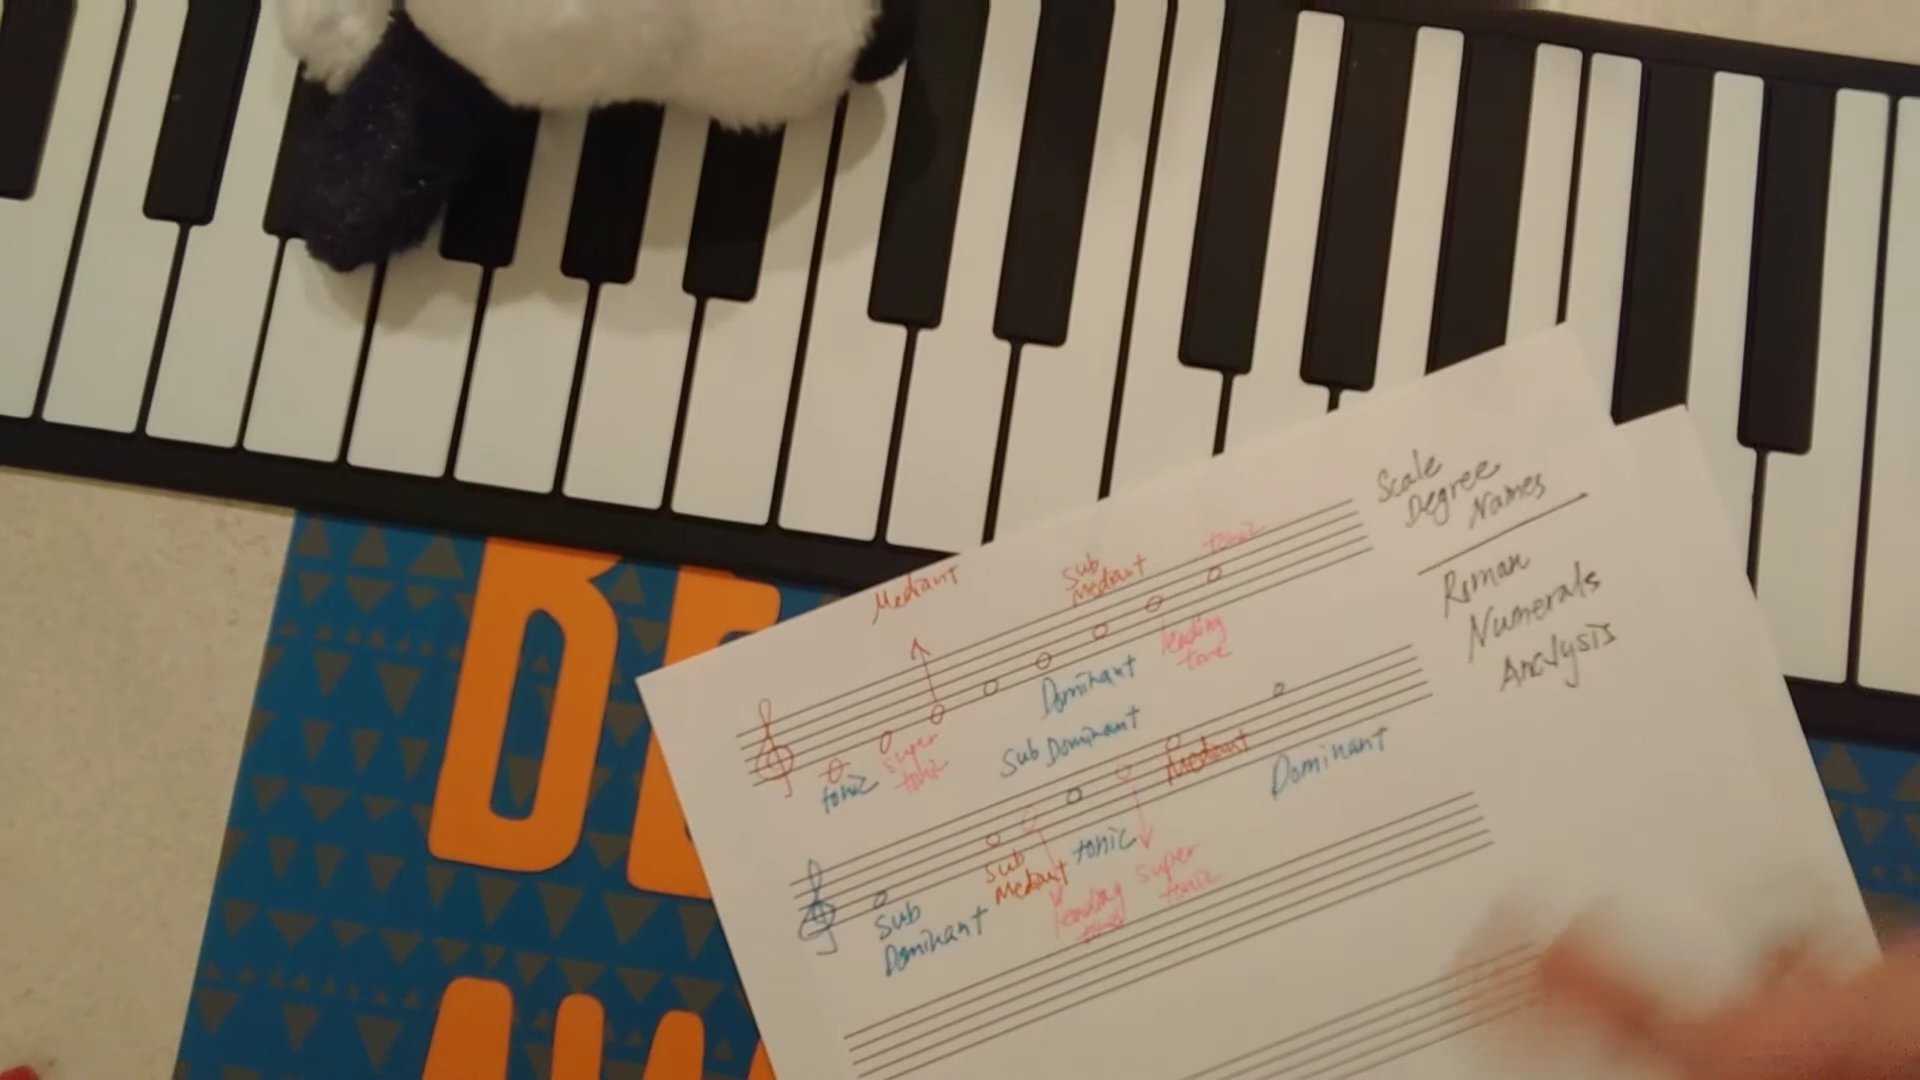 Scale
Degree
Names
Roman
Numerals
Analysis
Mediant
Sub
Mediant
tonic
tonic
super
tonic
Dominant
leading
tone
Sub Dominant
Sub
Dominant
Sub
Mediant
leading
tone
tonic
super
tonic
Mediant
Dominant